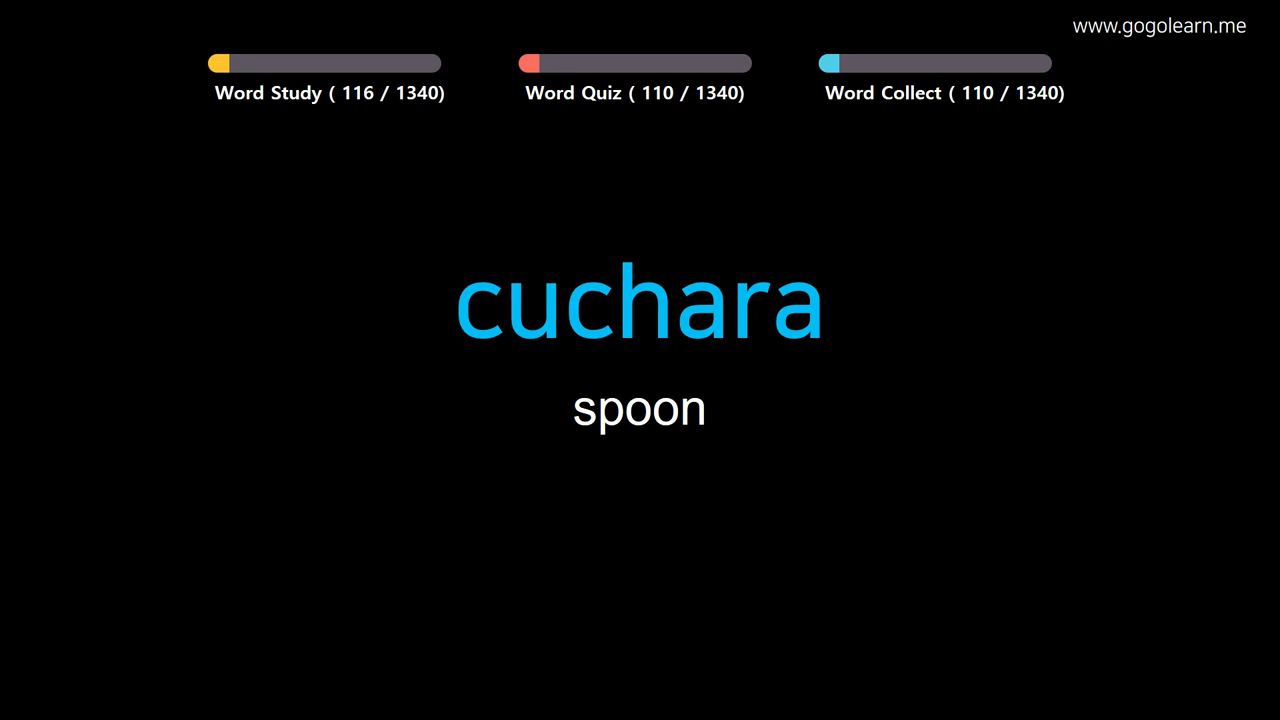 www.gogolearn.me
Word Study ( 116 / 1340)
Word Quiz ( 110 / 1340)
Word Collect ( 110 / 1340)
cuchara
spoon